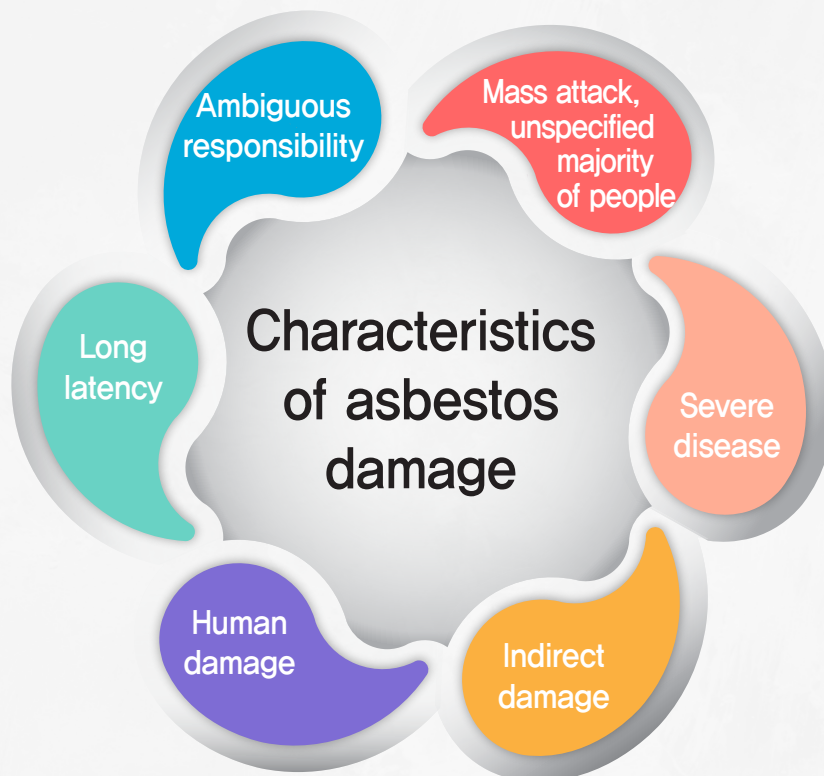 Characteristics
of asbestos
damage
Mass attack,
unspecified
majority
of people
Severe
disease
Indirect
damage
Human
damage
Long
latency
Ambiguous
responsibility